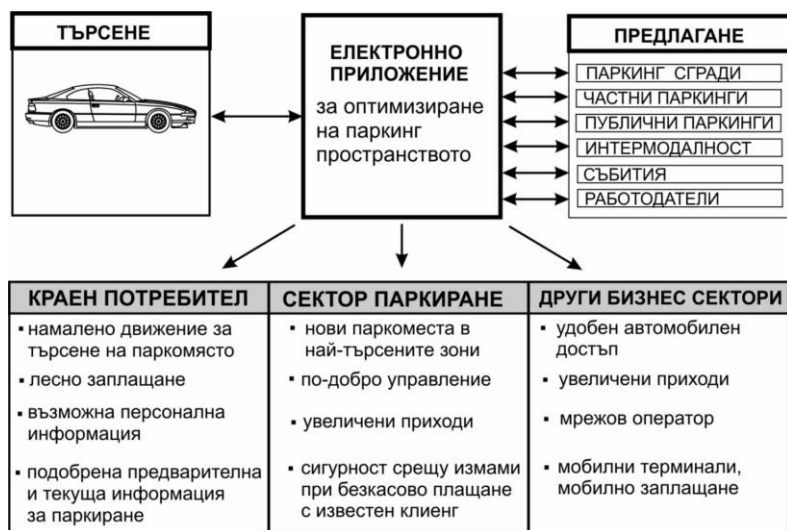 ТЪРСЕНЕ
ЕЛЕКТРОННО
ПРИЛОЖЕНИЕ
за оптимизиране
на паркинг
пространството
ПРЕДЛАГАНЕ
ПАРКИНГ СГРАДИ
ЧАСТНИ ПАРКИНГИ
ПУБЛИЧНИ ПАРКИНГИ
ИНТЕРМОДАЛНОСТ
СЪБИТИЯ
РАБОТОДАТЕЛИ
КРАЕН ПОТРЕБИТЕЛ
▪ намалено движение за
търсене на паркомясто
▪ лесно заплащане
▪ възможна персонална
информация
▪ подобрена предварителна
и текуща информация
за паркиране
СЕКТОР ПАРКИРАНЕ
▪ нови паркоместа в
най-търсените зони
▪ по-добро управление
▪ увеличени приходи
▪ сигурност срещу измами
при безкасово плащане
с известен клиенг
ДРУГИ БИЗНЕС СЕКТОРИ
▪ удобен автомобилен
достъп
▪ увеличени приходи
▪ мрежов оператор
▪ мобилни терминали,
мобилно заплащане